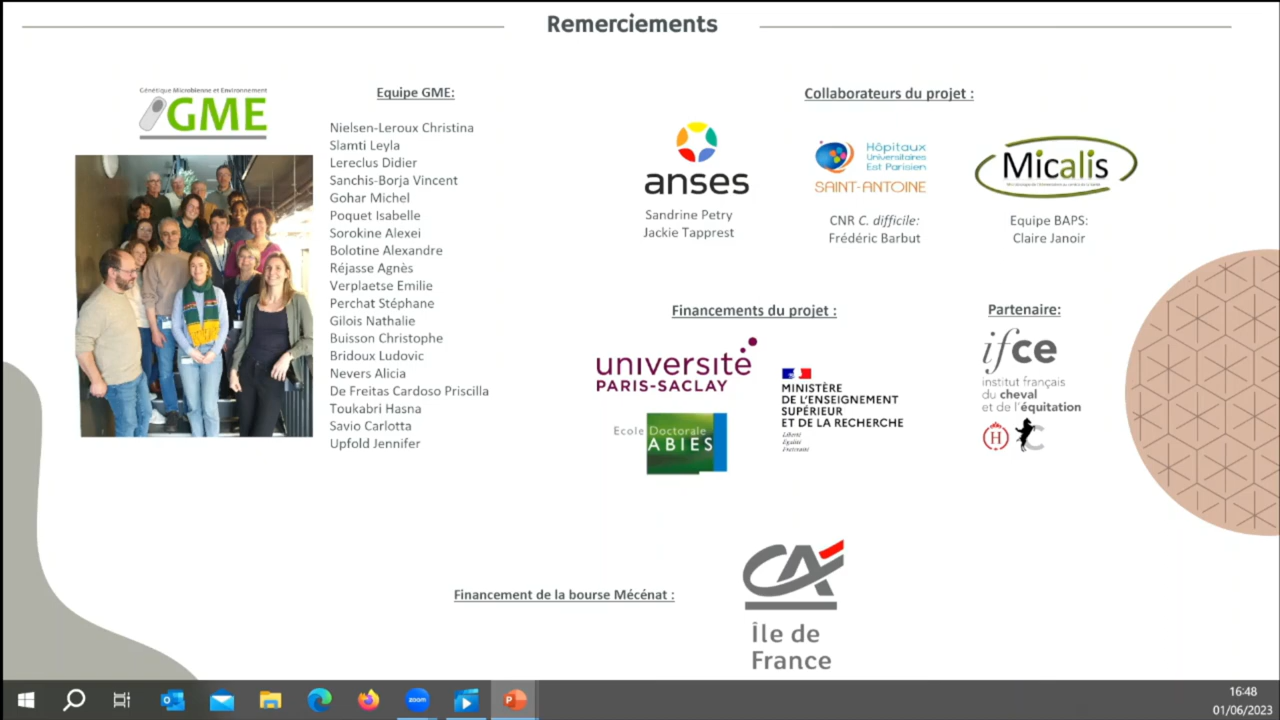 Remerciements
Génétique Microbienne et Environnement
GME
Equipe GME:
Nielsen-Leroux Christina
Slamti Leyla
Lereclus Didier
Sanchis-Borja Vincent
Gohar Michel
Poquet Isabelle
Sorokine Alexei
Bolotine Alexandre
Réjasse Agnès
Verplaetse Emilie
Perchat Stéphane
Gilois Nathalie
Buisson Christophe
Bridoux Ludovic
Nevers Alicia
De Freitas Cardoso Priscilla
Toukabri Hasna
Savio Carlotta
Upfold Jennifer
Collaborateurs du projet :
anses
Sandrine Petry
Jackie Tapprest
Hôpitaux
Universitaires
Est Parisien
SAINT-ANTOINE
CNR C. difficile:
Frédéric Barbut
Micalis
Equipe BAPS:
Claire Janoir
Financements du projet :
université
PARIS-SACLAY
Ecole Doctorale
ABIES
MINISTÈRE
DE L'ENSEIGNEMENT
SUPÉRIEUR
ET DE LA RECHERCHE
Liberté
Égalité
Fraternité
Partenaire:
ifce
institut français
du cheval
et de l'équitation
H
C
Financement de la bourse Mécénat :
CA
Île de
France
zoom
P
16:48
01/06/2023